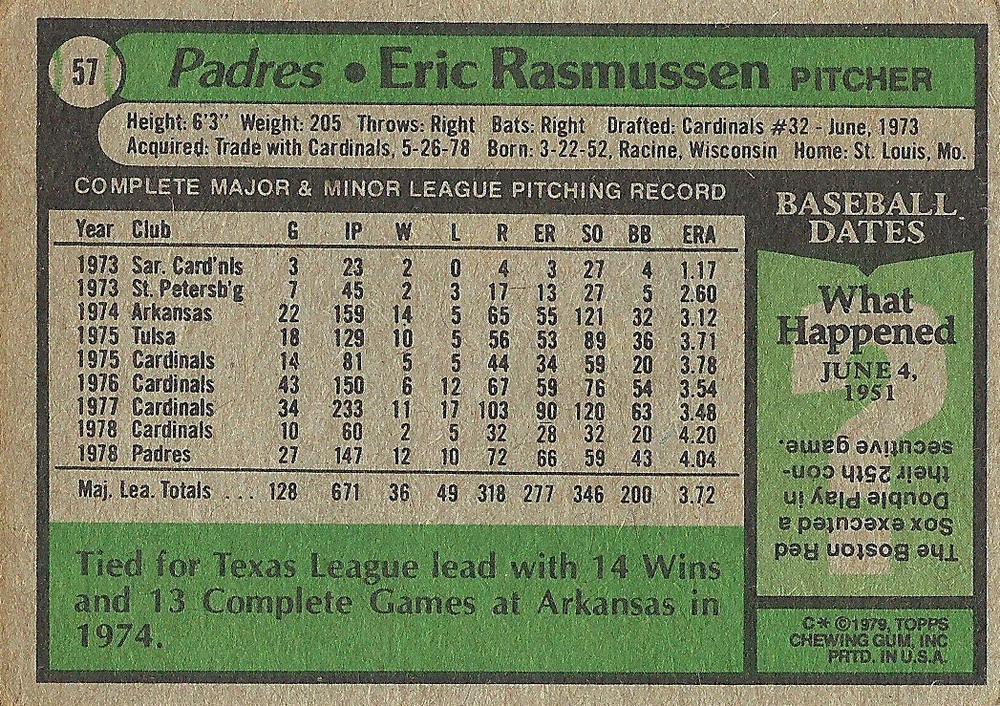 57
Padres • Eric Rasmussen PITCHER
Height: 6'3" Weight: 205 Throws: Right Bats: Right Drafted: Cardinals #32 - June, 1973
Acquired: Trade with Cardinals, 5-26-78 Born: 3-22-52, Racine, Wisconsin Home: St. Louis, Mo.
COMPLETE MAJOR & MINOR LEAGUE PITCHING RECORD
Year Club G IP W L R ER SO BB ERA
1973 Sar. Card'nls 3 23 2 0 4 3 27 4 1.17
1973 St. Petersb'g 7 45 2 3 17 13 27 5 2.60
1974 Arkansas 22 159 14 5 65 55 121 32 3.12
1975 Tulsa 18 129 10 5 56 53 89 36 3.71
1975 Cardinals 14 81 5 5 44 34 59 20 3.78
1976 Cardinals 43 150 6 12 67 59 76 54 3.54
1977 Cardinals 34 233 11 17 103 90 120 63 3.48
1978 Cardinals 10 60 2 5 32 28 32 20 4.20
1978 Padres 27 147 12 10 72 66 59 43 4.04
Maj. Lea. Totals ... 128 671 36 49 318 277 346 200 3.72
Tied for Texas League lead with 14 Wins
and 13 Complete Games at Arkansas in
1974.
BASEBALL
DATES
What
Happened
JUNE 4,
1951
The Boston Red
Sox executed a
Double Play in
their 25th con-
secutive game.
C* ©1979, TOPPS
CHEWING GUM, INC
PRTD. IN U.S.A.